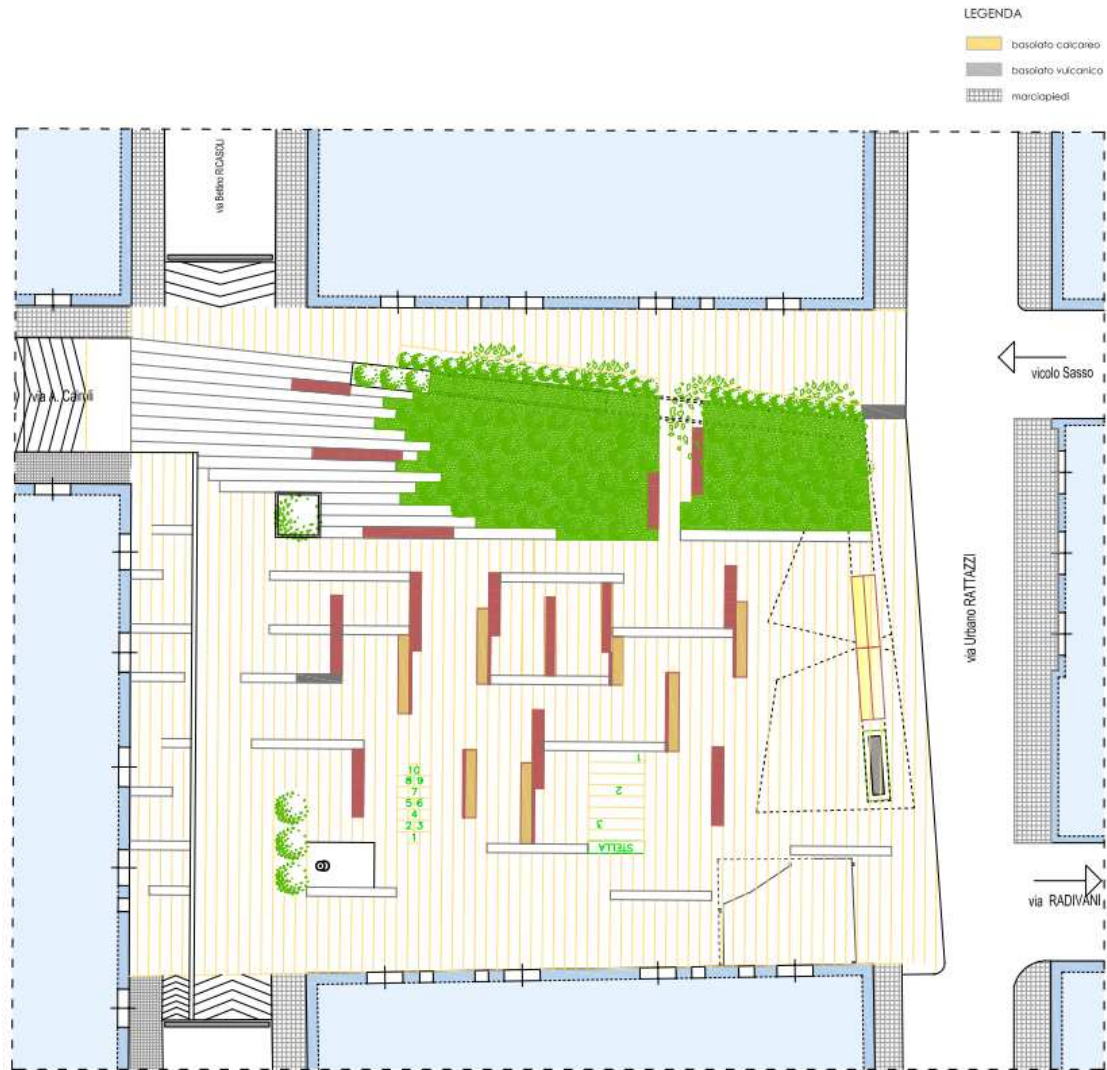 LEGENDA
basolato calcareo
basolato vulcanico
marciapiedi
via Bettino RICASOLI
vicolo Sasso
via A. Cairoli
via Urbano RATTAZZI
10
8 9
7
5 6
4
2 3
1
1
2
3
STELLA
via RADIVANI